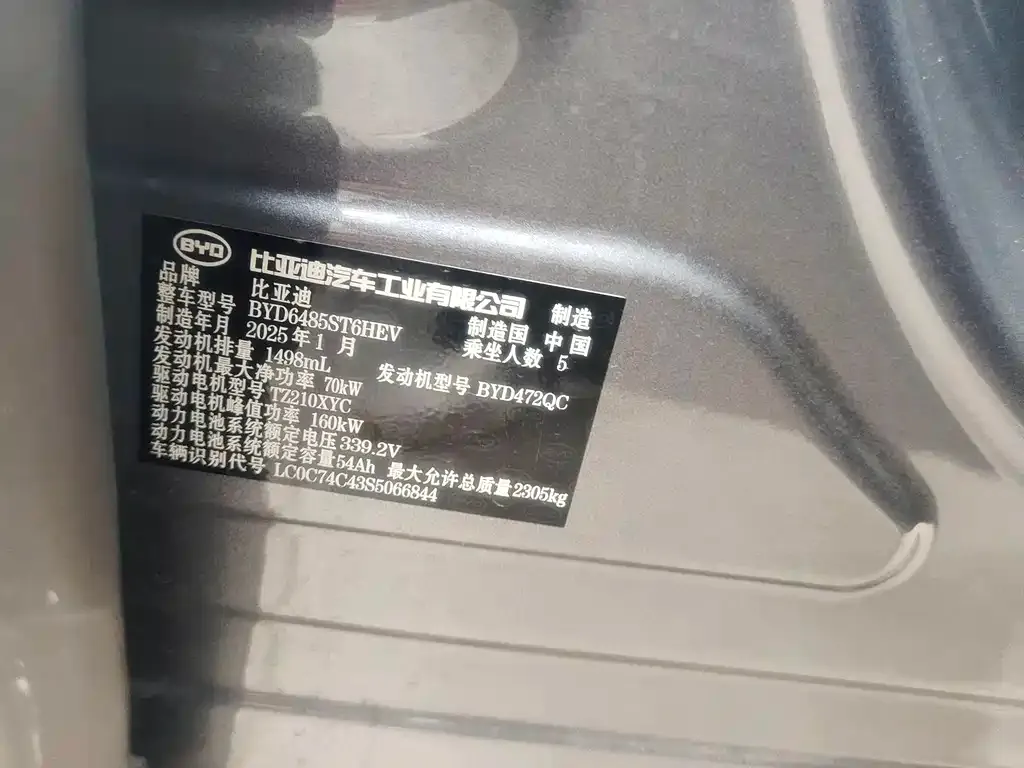 BYD 比亚迪汽车工业有限公司 制造
品牌 比亚迪 制造国 中国
整车型号 BYD6485ST6HEV 乘坐人数 5
制造年月 2025年1月
发动机排量 1498mL 发动机型号 BYD472QC
发动机最大净功率 70kW
驱动电机型号 TZ210XYC
驱动电机峰值功率 160kW
动力电池系统额定电压 339.2V
动力电池系统额定容量 54Ah 最大允许总质量 2305kg
车辆识别代号 LC0C74C43S5066844